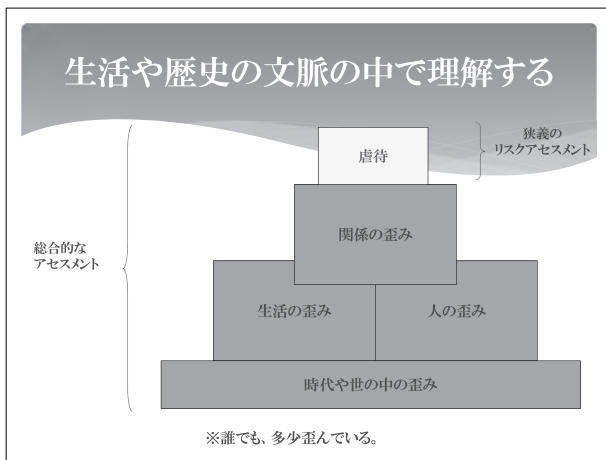 生活や歴史の文脈の中で理解する
狭義の
リスクアセスメント
虐待
関係の歪み
総合的な
アセスメント
生活の歪み
人の歪み
時代や世の中の歪み
※誰でも、多少歪んでいる。